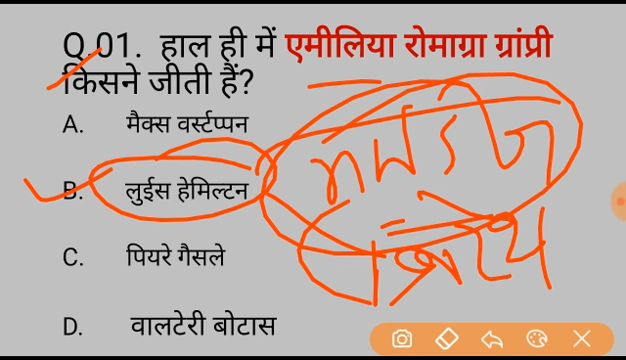 Q.01. हाल ही में एमीलिया रोमाग्रा ग्रांप्री
किसने जीती हैं?
A. मैक्स वर्स्टप्पन
B. लुईस हेमिल्टन
C. पियरे गैसले
D. वालटेरी बोटास